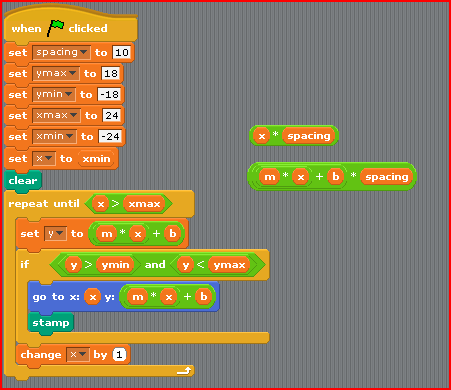 when clicked
set spacing to 10
set ymax to 18
set ymin to -18
set xmax to 24
set xmin to -24
set x to xmin
clear
repeat until x > xmax
set y to m * x + b
if y > ymin and y < ymax
go to x: x y: m * x + b
stamp
change x by 1
x * spacing
m * x + b * spacing